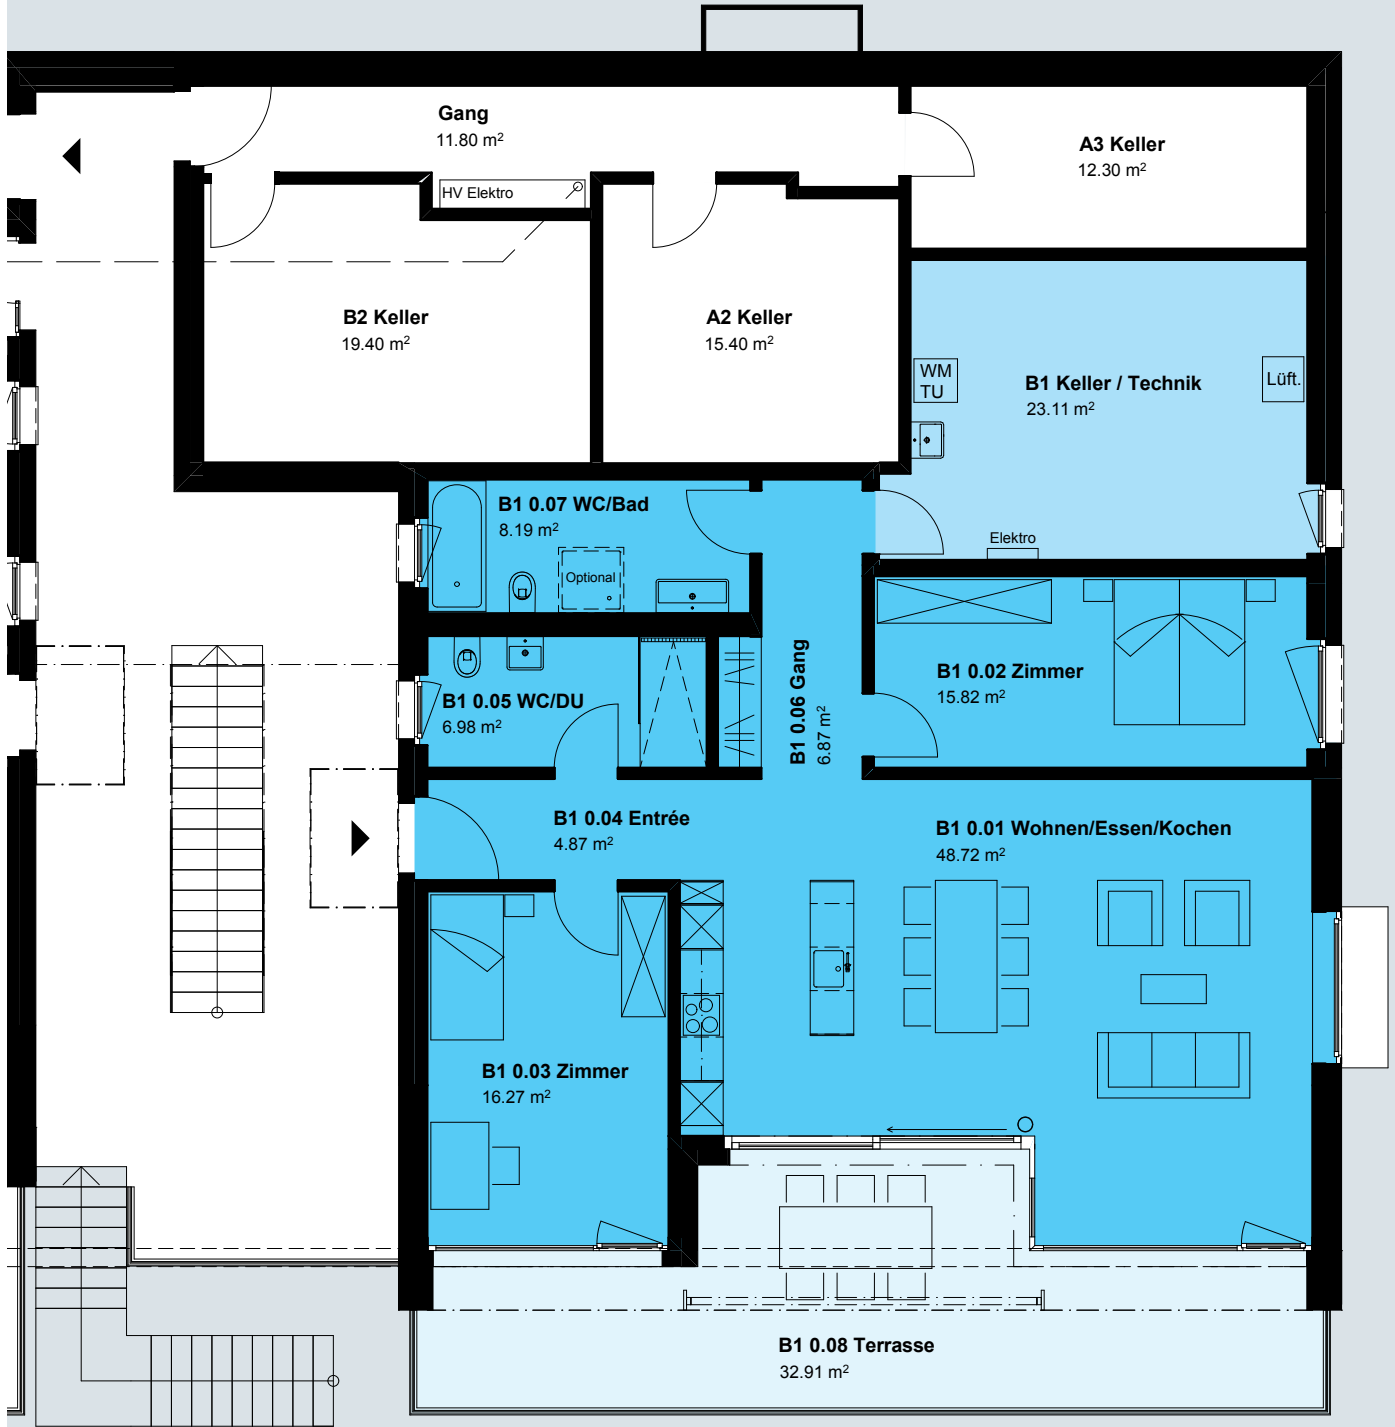 Gang
11.80 m²
A3 Keller
12.30 m²
HV Elektro
B2 Keller
19.40 m²
A2 Keller
15.40 m²
WM
TU
B1 Keller / Technik
23.11 m²
Lüft.
B1 0.07 WC/Bad
8.19 m²
Optional
Elektro
B1 0.06 Gang
6.87 m²
B1 0.02 Zimmer
15.82 m²
B1 0.05 WC/DU
6.98 m²
B1 0.04 Entrée
4.87 m²
B1 0.01 Wohnen/Essen/Kochen
48.72 m²
B1 0.03 Zimmer
16.27 m²
B1 0.08 Terrasse
32.91 m²